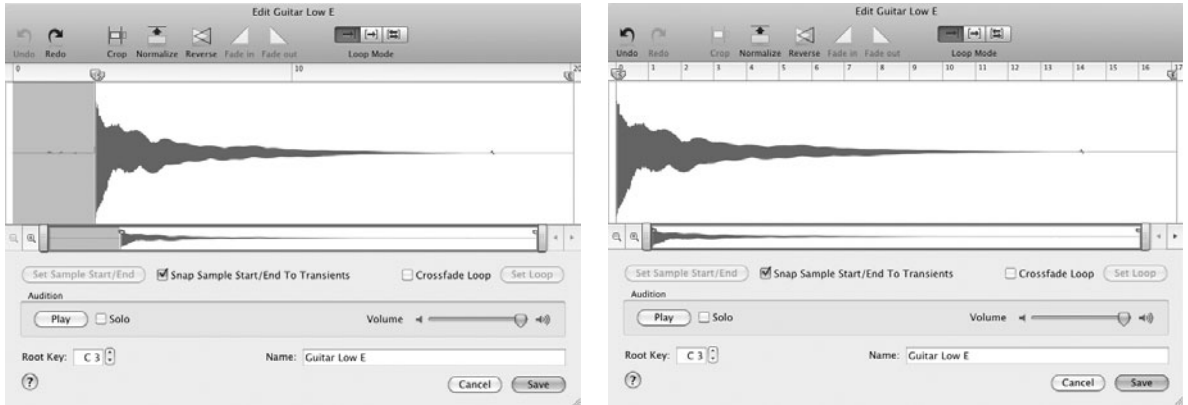 Edit Guitar Low E
Undo Redo Crop Normalize Reverse Fade in Fade out Loop Mode
0 10 20
Set Sample Start/End Snap Sample Start/End To Transients Crossfade Loop Set Loop
Audition
Play Solo Volume
Root Key: C 3 Name: Guitar Low E
? Cancel Save
Edit Guitar Low E
Undo Redo Crop Normalize Reverse Fade in Fade out Loop Mode
0 1 2 3 4 5 6 7 8 9 10 11 12 13 14 15 16 17
Set Sample Start/End Snap Sample Start/End To Transients Crossfade Loop Set Loop
Audition
Play Solo Volume
Root Key: C 3 Name: Guitar Low E
? Cancel Save